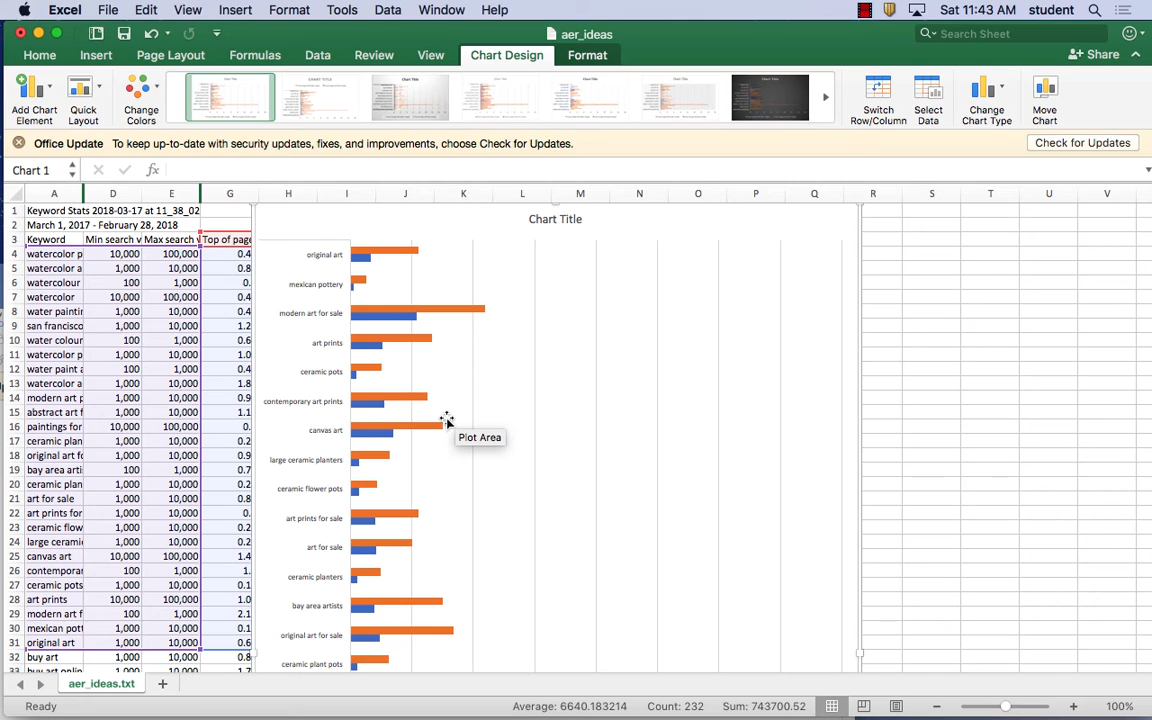 Excel File Edit View Insert Format Tools Data Window Help Sat 11:43 AM student
aer_ideas Search Sheet
Home Insert Page Layout Formulas Data Review View Chart Design Format Share
Add Chart Element Quick Layout Change Colors Switch Row/Column Select Data Change Chart Type Move Chart
Office Update To keep up-to-date with security updates, fixes, and improvements, choose Check for Updates. Check for Updates
Chart 1 fx
A D E G H I J K L M N O P Q R S T U V
1 Keyword Stats 2018-03-17 at 11_38_02
2 March 1, 2017 - February 28, 2018
3 Keyword Min search v Max search v Top of page
4 watercolor p 10,000 100,000 0.4
5 watercolor a 1,000 10,000 0.8
6 watercolour 100 1,000 0.
7 watercolor 10,000 100,000 0.4
8 water paintin 1,000 10,000 0.4
9 san francisco 1,000 10,000 1.2
10 water colour 100 1,000 0.6
11 watercolor p 1,000 10,000 1.0
12 water paint 100 1,000 0.4
13 watercolor a 1,000 10,000 1.8
14 modern art p 1,000 10,000 0.9
15 abstract art f 1,000 10,000 1.1
16 paintings for 10,000 100,000 0.
17 ceramic plan 1,000 10,000 0.2
18 original art fo 1,000 10,000 0.9
19 bay area arti 100 1,000 0.7
20 ceramic plan 1,000 10,000 0.2
21 art for sale 1,000 10,000 0.8
22 art prints for 1,000 10,000 0.
23 ceramic flow 1,000 10,000 0.2
24 large cerami 1,000 10,000 0.2
25 canvas art 10,000 100,000 1.4
26 contemporar 100 1,000 1.
27 ceramic pots 1,000 10,000 0.1
28 art prints 10,000 100,000 1.0
29 modern art f 100 1,000 2.1
30 mexican pott 1,000 10,000 0.1
31 original art 1,000 10,000 0.6
32 buy art 1,000 10,000 0.8
33 buy art onlin 1,000 10,000 1.7
Chart Title
original art
mexican pottery
modern art for sale
art prints
ceramic pots
contemporary art prints
canvas art
Plot Area
large ceramic planters
ceramic flower pots
art prints for sale
art for sale
ceramic planters
bay area artists
original art for sale
ceramic plant pots
aer_ideas.txt
Ready Average: 6640.183214 Count: 232 Sum: 743700.52 100%